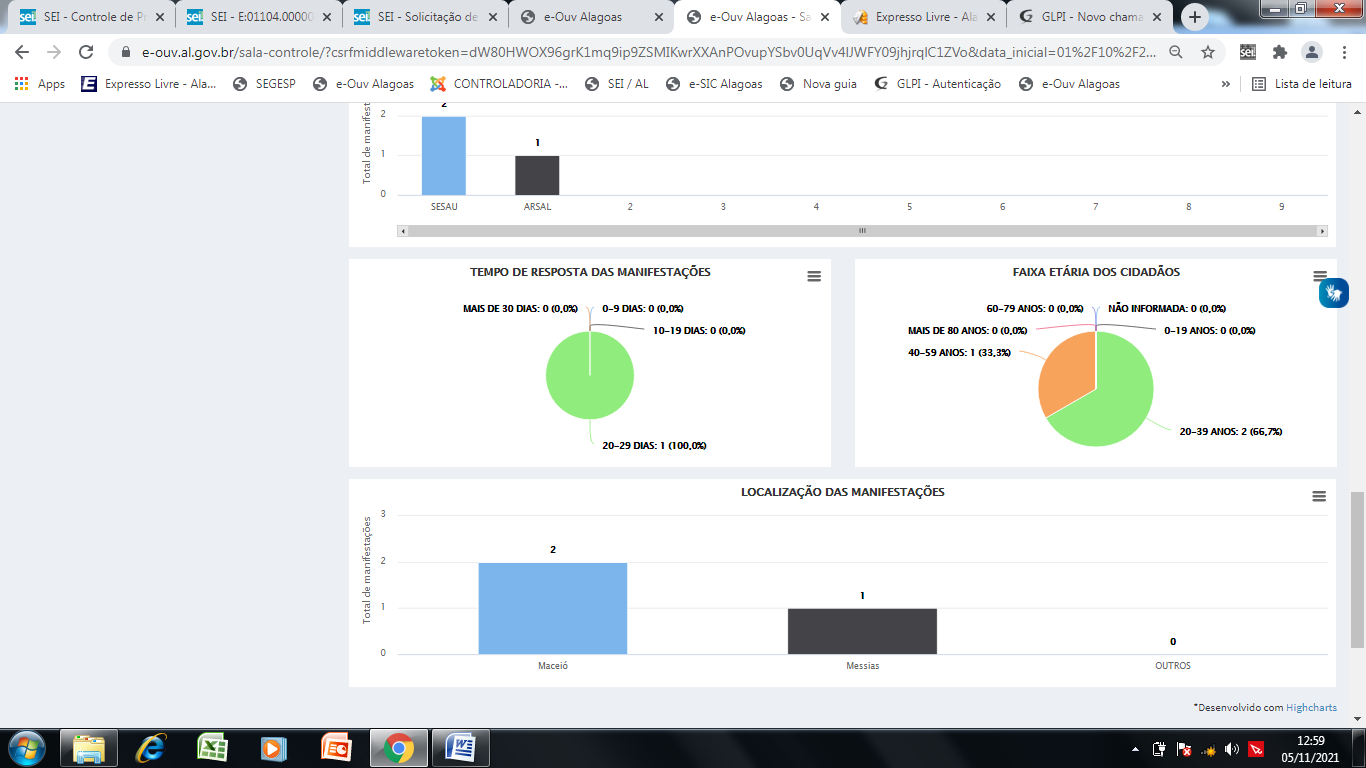 SEI - Controle de Pr
SEI - E:01104.00000
SEI - Solicitação de
e-Ouv Alagoas
e-Ouv Alagoas - Sa
Expresso Livre - Ala
GLPI - Novo chama
e-ouv.al.gov.br/sala-controle/?csrfmiddlewaretoken=dW80HWOX96grK1mq9ip9ZSMIKwrXXAnPOvupYSbv0UqVv4lJWFY09jhjrqlC1ZVo&data_inicial=01%2F10%2F2...
Apps
Expresso Livre - Ala...
SEGESP
e-Ouv Alagoas
CONTROLADORIA -...
SEI / AL
e-SIC Alagoas
Nova guia
GLPI - Autenticação
e-Ouv Alagoas
»
Lista de leitura
Total de manifest
2
1
0
2
1
SESAU
ARSAL
2
3
4
5
6
7
8
9
TEMPO DE RESPOSTA DAS MANIFESTAÇÕES
MAIS DE 30 DIAS: 0 (0,0%)
0-9 DIAS: 0 (0,0%)
10-19 DIAS: 0 (0,0%)
20-29 DIAS: 1 (100,0%)
FAIXA ETÁRIA DOS CIDADÃOS
60-79 ANOS: 0 (0,0%)
NÃO INFORMADA: 0 (0,0%)
MAIS DE 80 ANOS: 0 (0,0%)
0-19 ANOS: 0 (0,0%)
40-59 ANOS: 1 (33,3%)
20-39 ANOS: 2 (66,7%)
LOCALIZAÇÃO DAS MANIFESTAÇÕES
Total de manifestações
3
2
1
0
2
1
0
Maceió
Messias
OUTROS
*Desenvolvido com Highcharts
12:59
05/11/2021